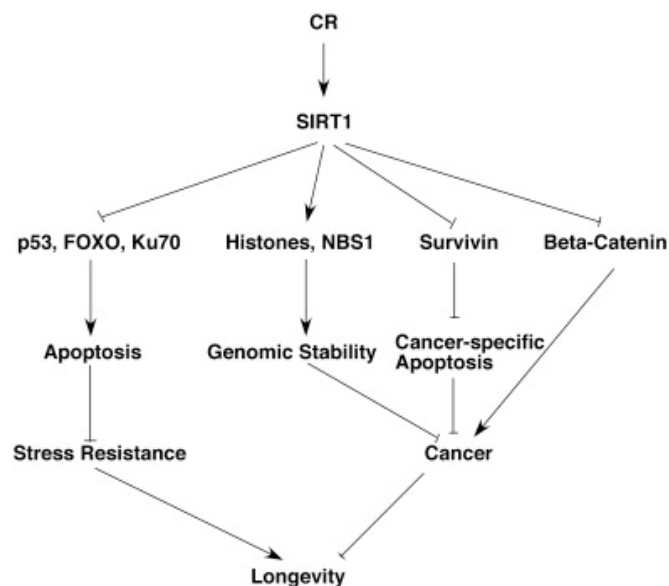 CR
SIRT1
p53, FOXO, Ku70
Histones, NBS1
Survivin
Beta-Catenin
Apoptosis
Genomic Stability
Cancer-specific
Apoptosis
Stress Resistance
Cancer
Longevity